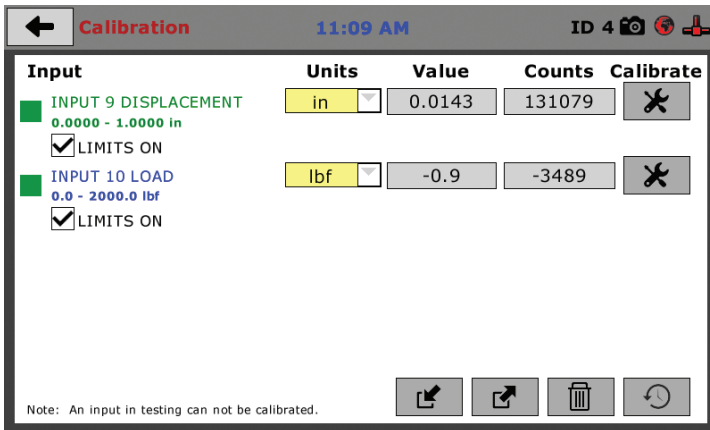 Calibration 11:09 AM ID 4
Input Units Value Counts Calibrate
INPUT 9 DISPLACEMENT in 0.0143 131079
0.0000 - 1.0000 in
LIMITS ON
INPUT 10 LOAD lbf -0.9 -3489
0.0 - 2000.0 lbf
LIMITS ON
Note: An input in testing can not be calibrated.